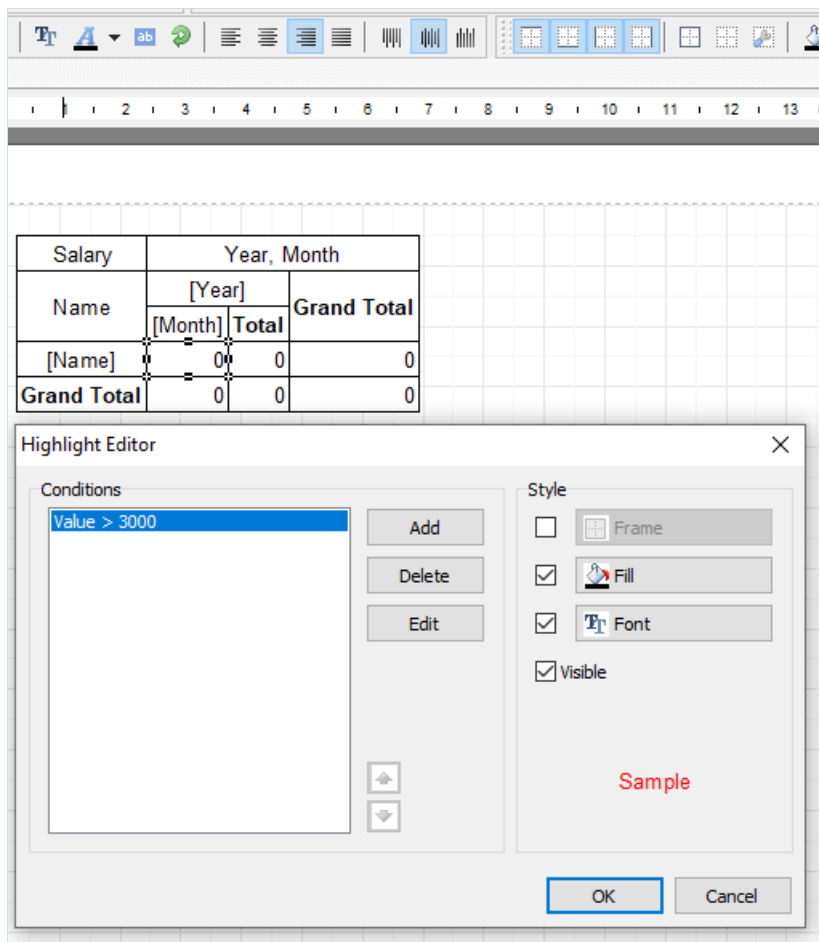 1 2 3 4 5 6 7 8 9 10 11 12 13
Salary Year, Month
Name [Year] Grand Total
[Month] Total
[Name] 0 0 0
Grand Total 0 0 0
Highlight Editor
Conditions
Value > 3000
Add
Delete
Edit
Style
Frame
Fill
Font
Visible
Sample
OK Cancel